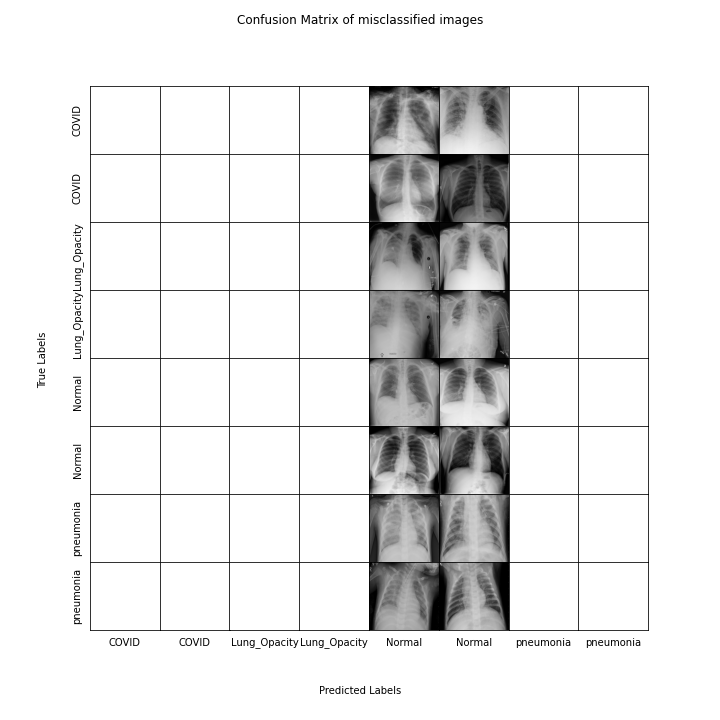 Confusion Matrix of misclassified images
True Labels
COVID
COVID
Lung_Opacity
Lung_Opacity
Normal
Normal
pneumonia
pneumonia
COVID
COVID
Lung_Opacity
Lung_Opacity
Normal
Normal
pneumonia
pneumonia
Predicted Labels